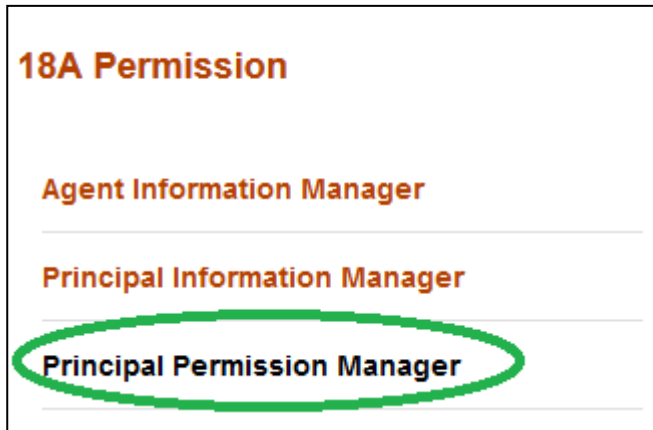 18A Permission
Agent Information Manager
Principal Information Manager
Principal Permission Manager